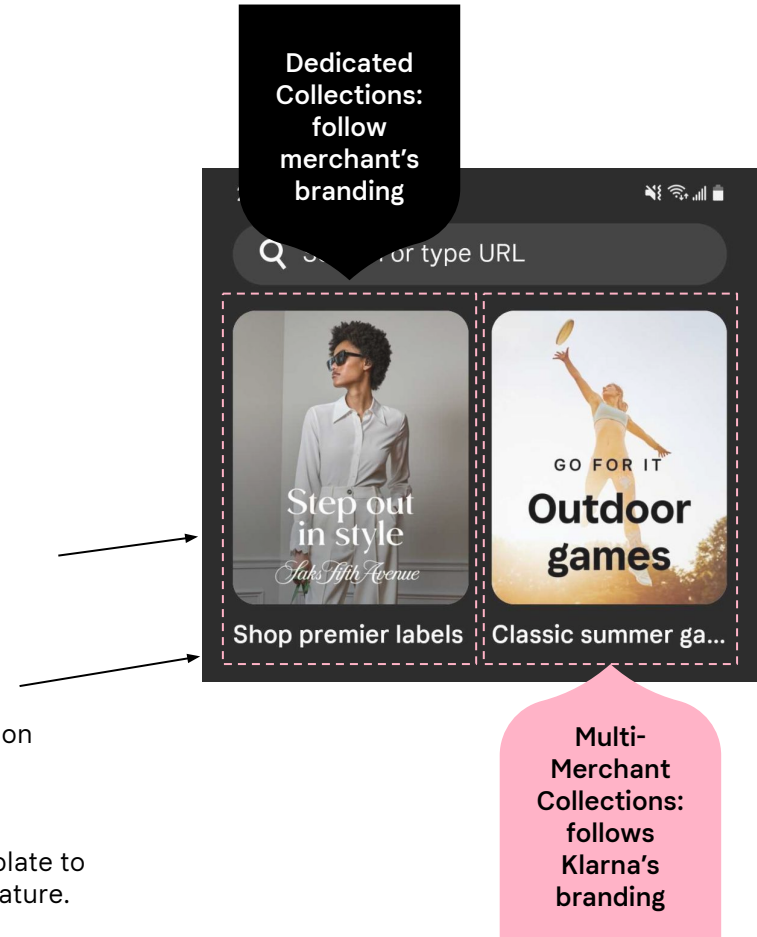 Dedicated
Collections:
follow
merchant's
branding
or type URL
Step out
in style
Saks Fifth Avenue
GO FOR IT
Outdoor
games
Shop premier labels
Classic summer ga...
on
plate to
ature.
Multi-
Merchant
Collections:
follows
Klarna's
branding